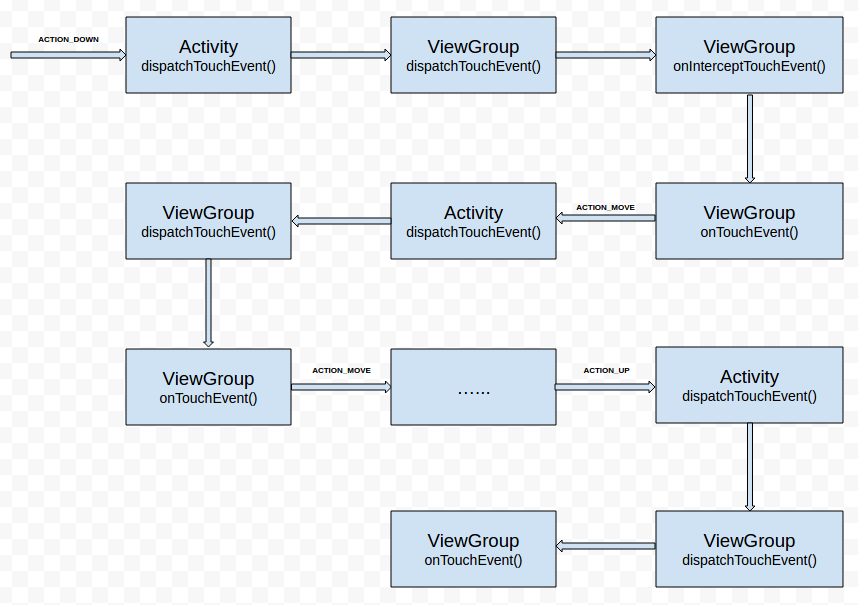 ACTION_DOWN
Activity
dispatchTouchEvent()
ViewGroup
dispatchTouchEvent()
ViewGroup
onInterceptTouchEvent()
ViewGroup
onTouchEvent()
ACTION_MOVE
Activity
dispatchTouchEvent()
ViewGroup
dispatchTouchEvent()
ViewGroup
onTouchEvent()
ACTION_MOVE
……
ACTION_UP
Activity
dispatchTouchEvent()
ViewGroup
dispatchTouchEvent()
ViewGroup
onTouchEvent()